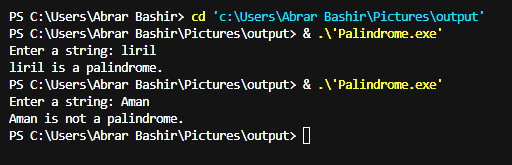 PS C:\Users\Abrar Bashir> cd 'c:\Users\Abrar Bashir\Pictures\output'
PS C:\Users\Abrar Bashir\Pictures\output> & .\'Palindrome.exe'
Enter a string: liril
liril is a palindrome.
PS C:\Users\Abrar Bashir\Pictures\output> & .\'Palindrome.exe'
Enter a string: Aman
Aman is not a palindrome.
PS C:\Users\Abrar Bashir\Pictures\output>